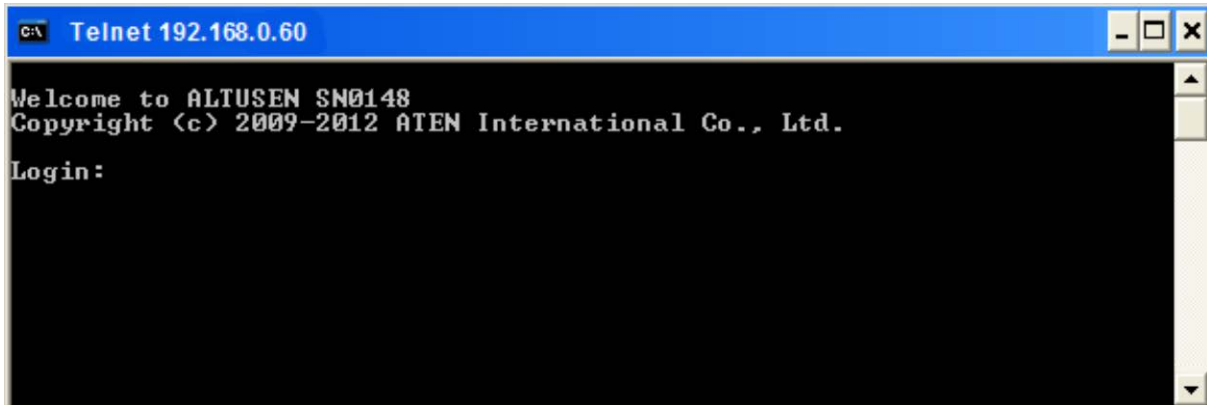 Telnet 192.168.0.60
Welcome to ALTUSEN SN0148
Copyright (c) 2009-2012 ATEN International Co., Ltd.
Login: